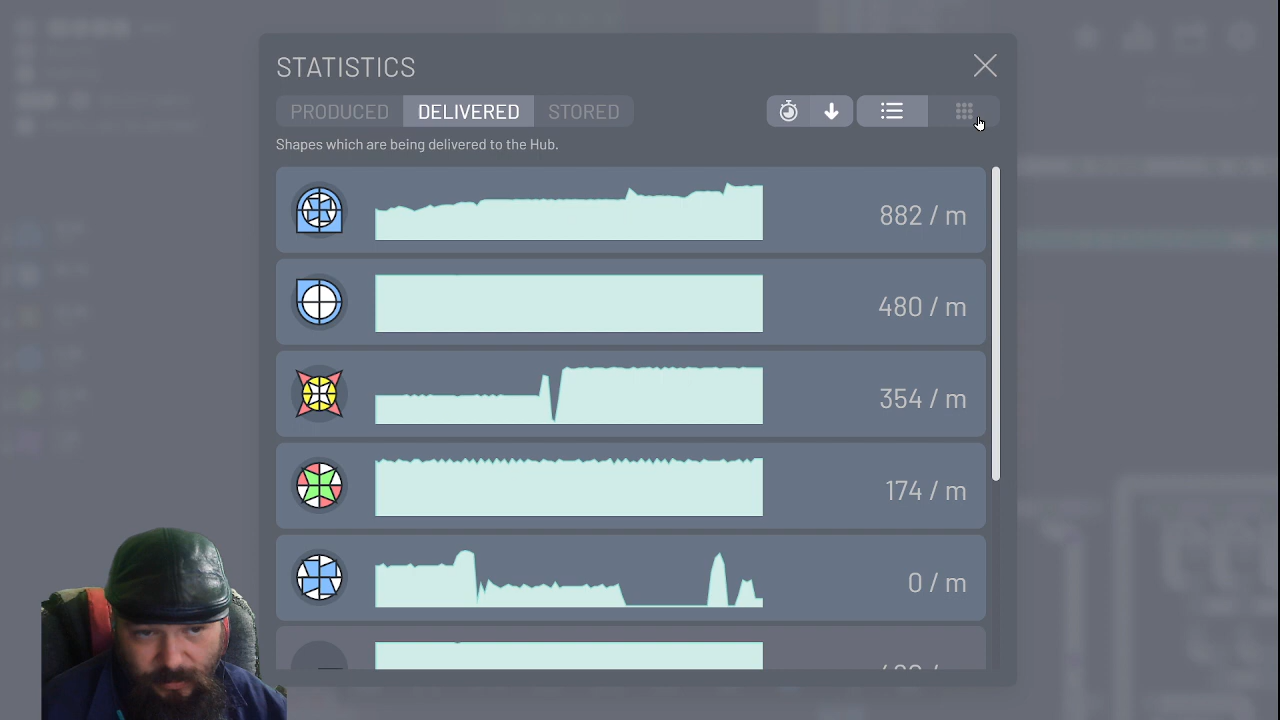 STATISTICS
PRODUCED DELIVERED STORED
Shapes which are being delivered to the Hub.
882 / m
480 / m
354 / m
174 / m
0 / m